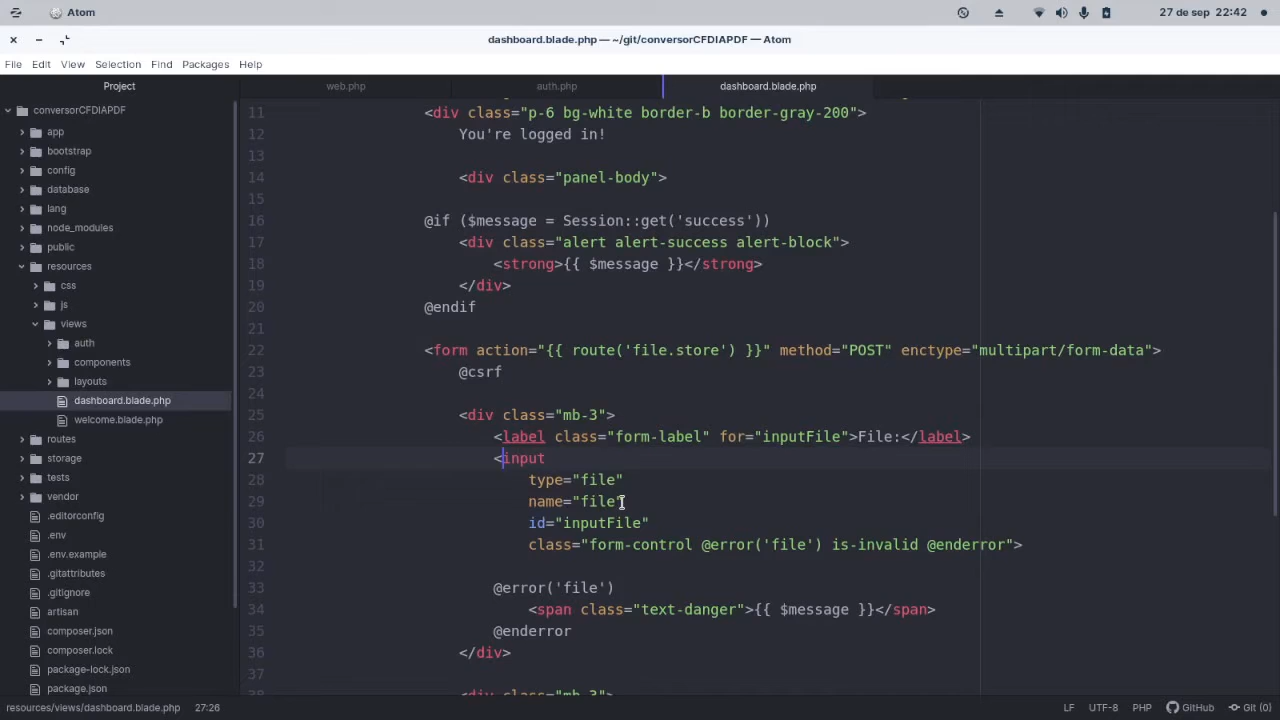 Atom
27 de sep 22:42
dashboard.blade.php — ~/git/conversorCFDIAPDF — Atom
File Edit View Selection Find Packages Help
Project
web.php
auth.php
dashboard.blade.php
conversorCFDIAPDF
app
bootstrap
config
database
lang
node_modules
public
resources
css
js
views
auth
components
layouts
dashboard.blade.php
welcome.blade.php
routes
storage
tests
vendor
.editorconfig
.env
.env.example
.gitattributes
.gitignore
artisan
composer.json
composer.lock
package-lock.json
package.json
11 <div class="p-6 bg-white border-b border-gray-200">
12 You're logged in!
13
14 <div class="panel-body">
15
16 @if ($message = Session::get('success'))
17 <div class="alert alert-success alert-block">
18 <strong>{{ $message }}</strong>
19 </div>
20 @endif
21
22 <form action="{{ route('file.store') }}" method="POST" enctype="multipart/form-data">
23 @csrf
24
25 <div class="mb-3">
26 <label class="form-label" for="inputFile">File:</label>
27 <input
28 type="file"
29 name="file"
30 id="inputFile"
31 class="form-control @error('file') is-invalid @enderror">
32
33 @error('file')
34 <span class="text-danger">{{ $message }}</span>
35 @enderror
36 </div>
37
38 <div class="mb-3">
resources/views/dashboard.blade.php 27:26
LF UTF-8 PHP GitHub Git (0)